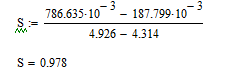 S := (786.635·10^-3 − 187.799·10^-3) / (4.926 − 4.314)
S = 0.978